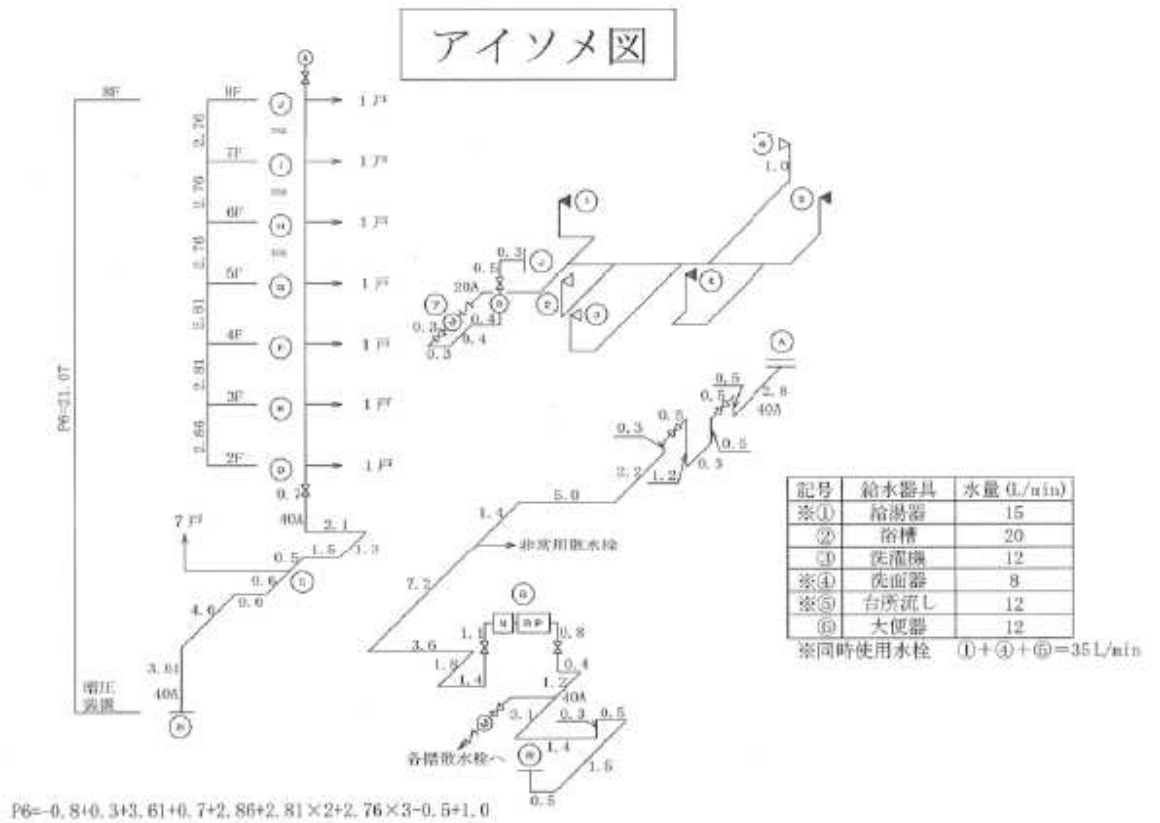 アイソメ図
8F
8F
1戸
2.76
7F
1戸
2.76
6F
1戸
2.76
5F
1戸
2.81
4F
1戸
2.81
3F
1戸
2.86
2F
1戸
P6=21.07
0.7
40A
2.1
7戸
0.5
1.5
1.3
0.6
0.6
4.6
3.61
40A
増圧
装置
1.0
0.3
0.5
20A
0.3
0.4
0.4
0.3
①
②
③
④
A
0.5
0.5
2.8
40A
0.5
0.3
0.5
2.2
1.2
0.3
5.0
1.4
非常用散水栓
7.2
3.6
1.8
1.4
1.1
0.8
0.4
1.2
40A
3.1
0.3
0.5
1.4
1.5
0.5
各階散水栓へ
記号 給水器具 水量(L/min)
※① 給湯器 15
② 浴槽 20
③ 洗濯機 12
※④ 洗面器 8
※⑤ 台所流し 12
⑥ 大便器 12
※同時使用水栓 ①+④+⑤=35L/min
P6=-0.8+0.3+3.61+0.7+2.86+2.81×2+2.76×3-0.5+1.0